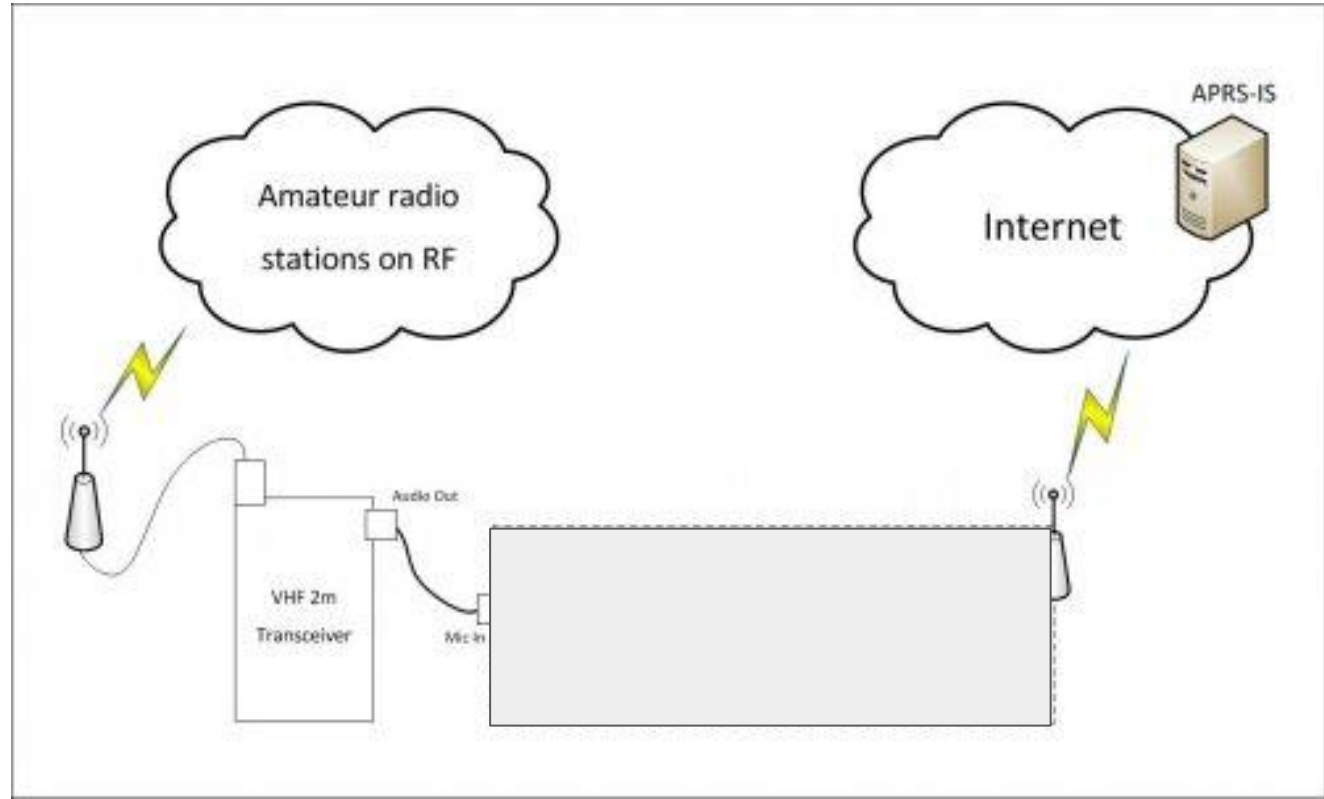 APRS-IS
Amateur radio
stations on RF
Internet
Audio Out
VHF 2m
Transceiver
Mic In